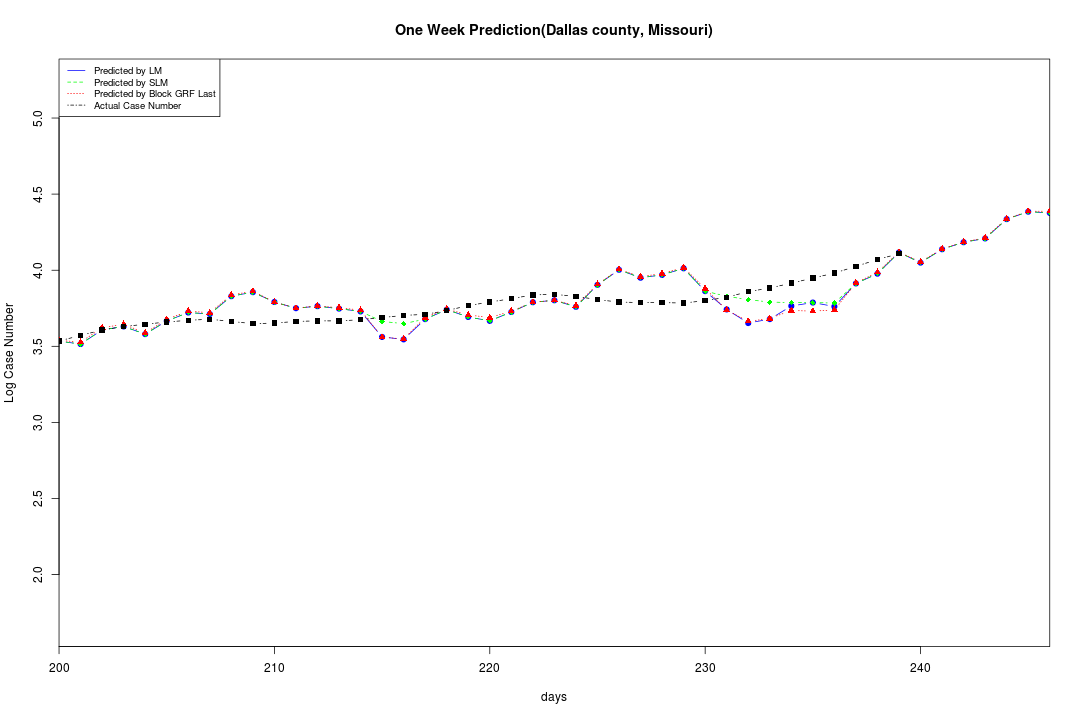 One Week Prediction(Dallas county, Missouri)
Predicted by LM
Predicted by SLM
Predicted by Block GRF Last
Actual Case Number
Log Case Number
5.0
4.5
4.0
3.5
3.0
2.5
2.0
200 210 220 230 240
days